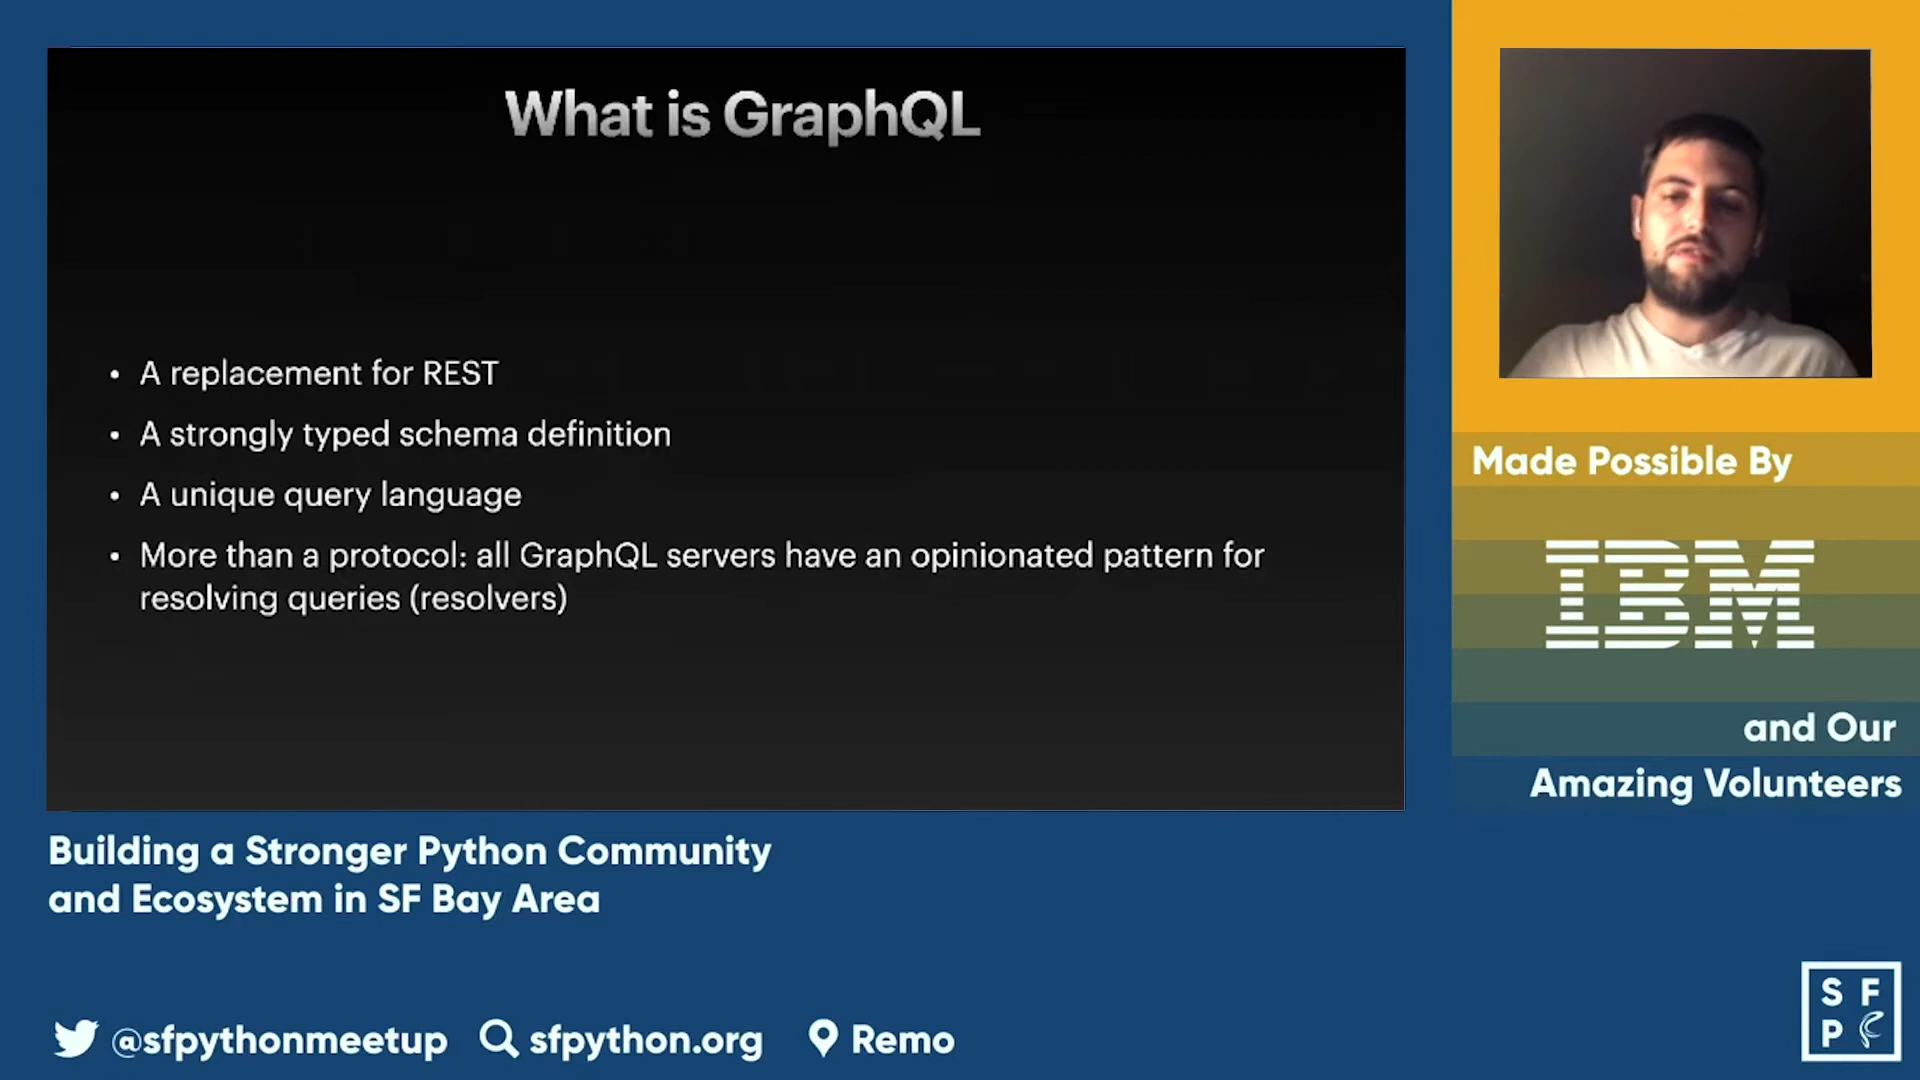 What is GraphQL
• A replacement for REST
• A strongly typed schema definition
• A unique query language
• More than a protocol: all GraphQL servers have an opinionated pattern for
resolving queries (resolvers)
Made Possible By
IBM
and Our
Amazing Volunteers
Building a Stronger Python Community
and Ecosystem in SF Bay Area
@sfpythonmeetup sfpython.org Remo
S F
P